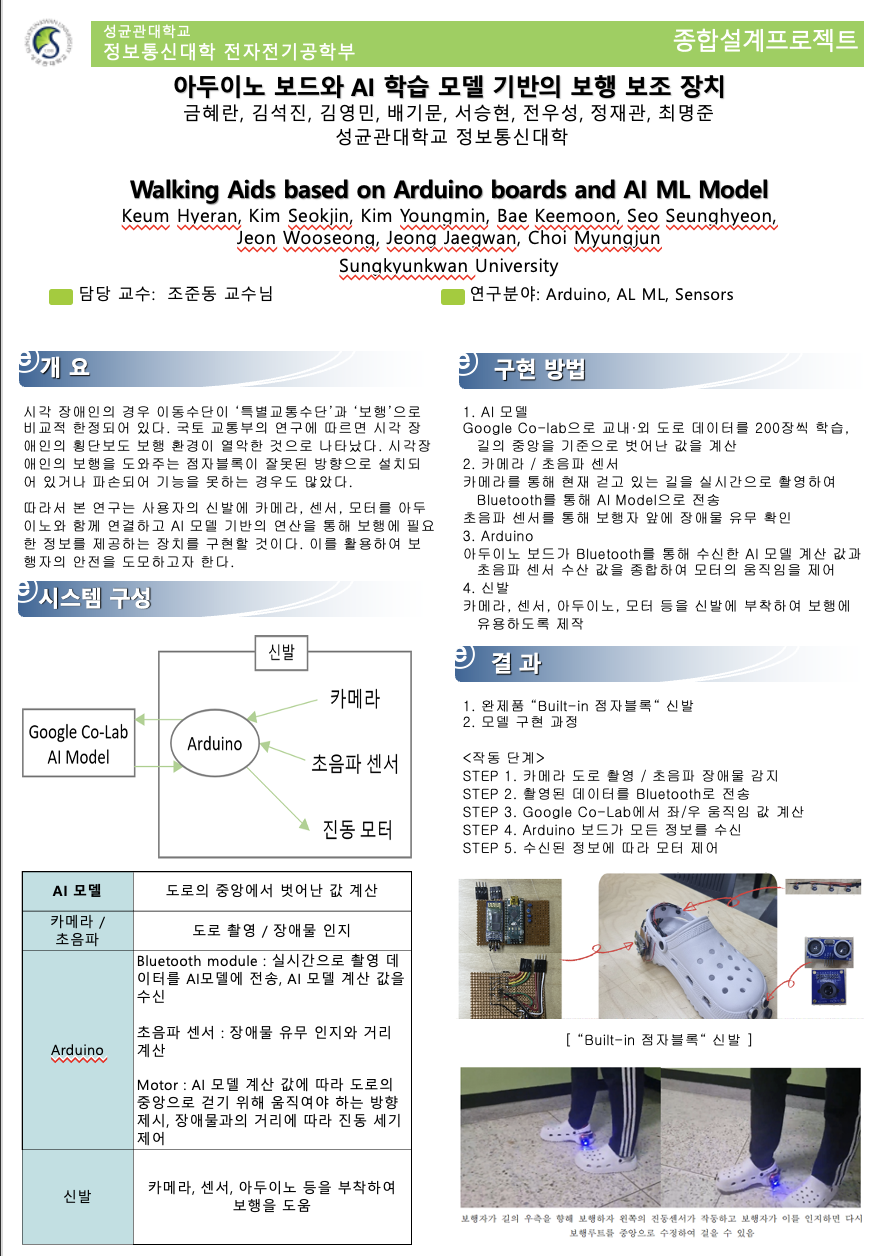 성균관대학교
정보통신대학 전자전기공학부
종합설계프로젝트
아두이노 보드와 AI 학습 모델 기반의 보행 보조 장치
금혜란, 김석진, 김영민, 배기문, 서승현, 전우성, 정재관, 최명준
성균관대학교 정보통신대학
Walking Aids based on Arduino boards and AI ML Model
Keum Hyeran, Kim Seokjin, Kim Youngmin, Bae Keemoon, Seo Seunghyeon,
Jeon Wooseong, Jeong Jaegwan, Choi Myungjun
Sungkyunkwan University
담당 교수: 조준동 교수님
연구분야: Arduino, AL ML, Sensors
개 요
시각 장애인의 경우 이동수단이 ‘특별교통수단’과 ‘보행’으로
비교적 한정되어 있다. 국토 교통부의 연구에 따르면 시각 장
애인의 횡단보도 보행 환경이 열악한 것으로 나타났다. 시각장
애인의 보행을 도와주는 점자블록이 잘못된 방향으로 설치되
어 있거나 파손되어 기능을 못하는 경우도 많았다.
따라서 본 연구는 사용자의 신발에 카메라, 센서, 모터를 아두
이노와 함께 연결하고 AI 모델 기반의 연산을 통해 보행에 필요
한 정보를 제공하는 장치를 구현할 것이다. 이를 활용하여 보
행자의 안전을 도모하고자 한다.
시스템 구성
신발
카메라
Google Co-Lab
AI Model
Arduino
초음파 센서
진동 모터
AI 모델
도로의 중앙에서 벗어난 값 계산
카메라 /
초음파
도로 촬영 / 장애물 인지
Arduino
Bluetooth module : 실시간으로 촬영 데
이터를 AI모델에 전송, AI 모델 계산 값을
수신
초음파 센서 : 장애물 유무 인지와 거리
계산
Motor : AI 모델 계산 값에 따라 도로의
중앙으로 걷기 위해 움직여야 하는 방향
제시, 장애물과의 거리에 따라 진동 세기
제어
신발
카메라, 센서, 아두이노 등을 부착하여
보행을 도움
구현 방법
1. AI 모델
Google Co-lab으로 교내·외 도로 데이터를 200장씩 학습,
길의 중앙을 기준으로 벗어난 값을 계산
2. 카메라 / 초음파 센서
카메라를 통해 현재 걷고 있는 길을 실시간으로 촬영하여
Bluetooth를 통해 AI Model으로 전송
초음파 센서를 통해 보행자 앞에 장애물 유무 확인
3. Arduino
아두이노 보드가 Bluetooth를 통해 수신한 AI 모델 계산 값과
초음파 센서 수산 값을 종합하여 모터의 움직임을 제어
4. 신발
카메라, 센서, 아두이노, 모터 등을 신발에 부착하여 보행에
유용하도록 제작
결 과
1. 완제품 “Built-in 점자블록“ 신발
2. 모델 구현 과정
<작동 단계>
STEP 1. 카메라 도로 촬영 / 초음파 장애물 감지
STEP 2. 촬영된 데이터를 Bluetooth로 전송
STEP 3. Google Co-Lab에서 좌/우 움직임 값 계산
STEP 4. Arduino 보드가 모든 정보를 수신
STEP 5. 수신된 정보에 따라 모터 제어
[ “Built-in 점자블록“ 신발 ]
보행자가 길의 우측을 향해 보행하자 왼쪽의 진동센서가 작동하고 보행자가 이를 인지하면 다시
보행루트를 중앙으로 수정하여 걸을 수 있음